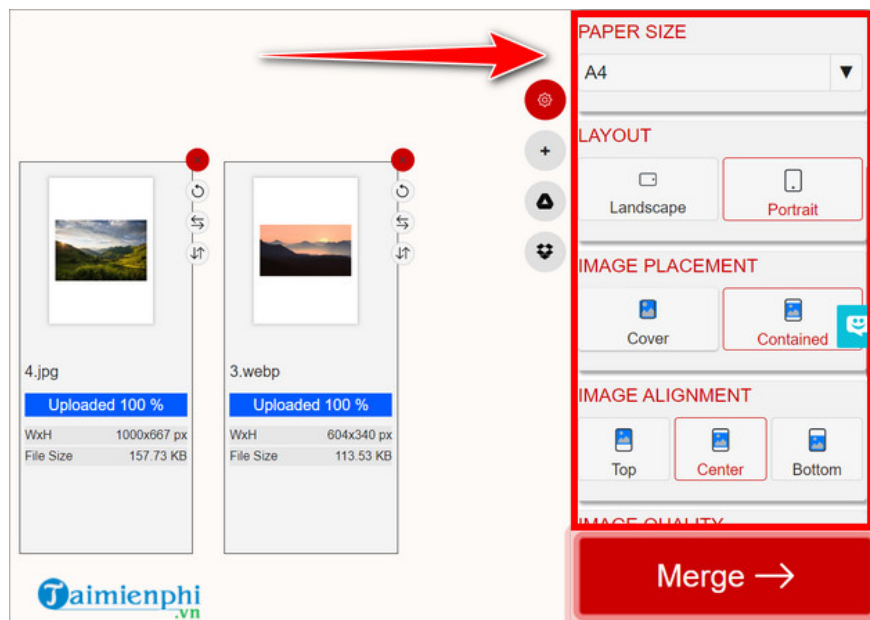 PAPER SIZE
A4
LAYOUT
Landscape
Portrait
IMAGE PLACEMENT
Cover
Contained
IMAGE ALIGNMENT
Top
Center
Bottom
IMAGE QUALITY
Merge
4.jpg
Uploaded 100 %
WxH 1000x667 px
File Size 157.73 KB
3.webp
Uploaded 100 %
WxH 604x340 px
File Size 113.53 KB
Taimienphi
.vn